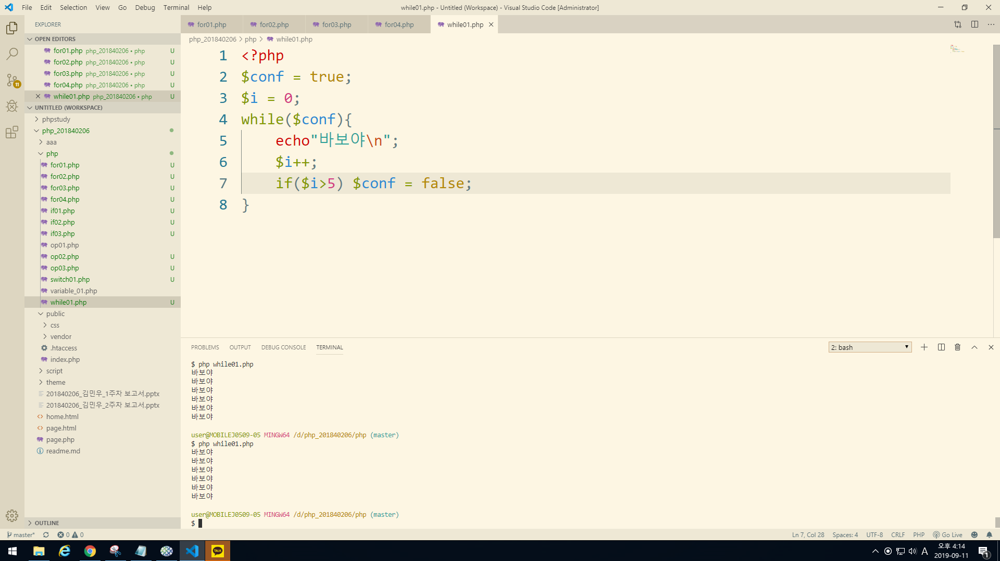 File Edit Selection View Go Debug Terminal Help
while01.php - Untitled (Workspace) - Visual Studio Code [Administrator]
EXPLORER
OPEN EDITORS
for01.php php_201840206 • php U
for02.php php_201840206 • php U
for03.php php_201840206 • php U
for04.php php_201840206 • php U
while01.php php_201840206 • php U
UNTITLED (WORKSPACE)
phpstudy
php_201840206
aaa
php
for01.php U
for02.php U
for03.php U
for04.php U
if01.php U
if02.php U
if03.php U
op01.php
op02.php U
op03.php U
switch01.php U
variable_01.php
while01.php U
public
css
vendor
.htaccess
index.php
script
theme
201840206_김민우_1주차 보고서.pptx
201840206_김민우_2주차 보고서.pptx
home.html
page.html
page.php
readme.md
OUTLINE
11
for01.php for02.php for03.php for04.php while01.php
php_201840206 > php > while01.php
1 <?php
2 $conf = true;
3 $i = 0;
4 while($conf){
5 echo"바보야\n";
6 $i++;
7 if($i>5) $conf = false;
8 }
PROBLEMS OUTPUT DEBUG CONSOLE TERMINAL
2: bash
$ php while01.php
바보야
바보야
바보야
바보야
바보야
바보야
user@MOBILEJ0509-05 MINGW64 /d/php_201840206/php (master)
$ php while01.php
바보야
바보야
바보야
바보야
바보야
바보야
user@MOBILEJ0509-05 MINGW64 /d/php_201840206/php (master)
$
master* 0 0
Ln 7, Col 28 Spaces: 4 UTF-8 CRLF PHP Go Live
TALK
A
오후 4:14
2019-09-11
1